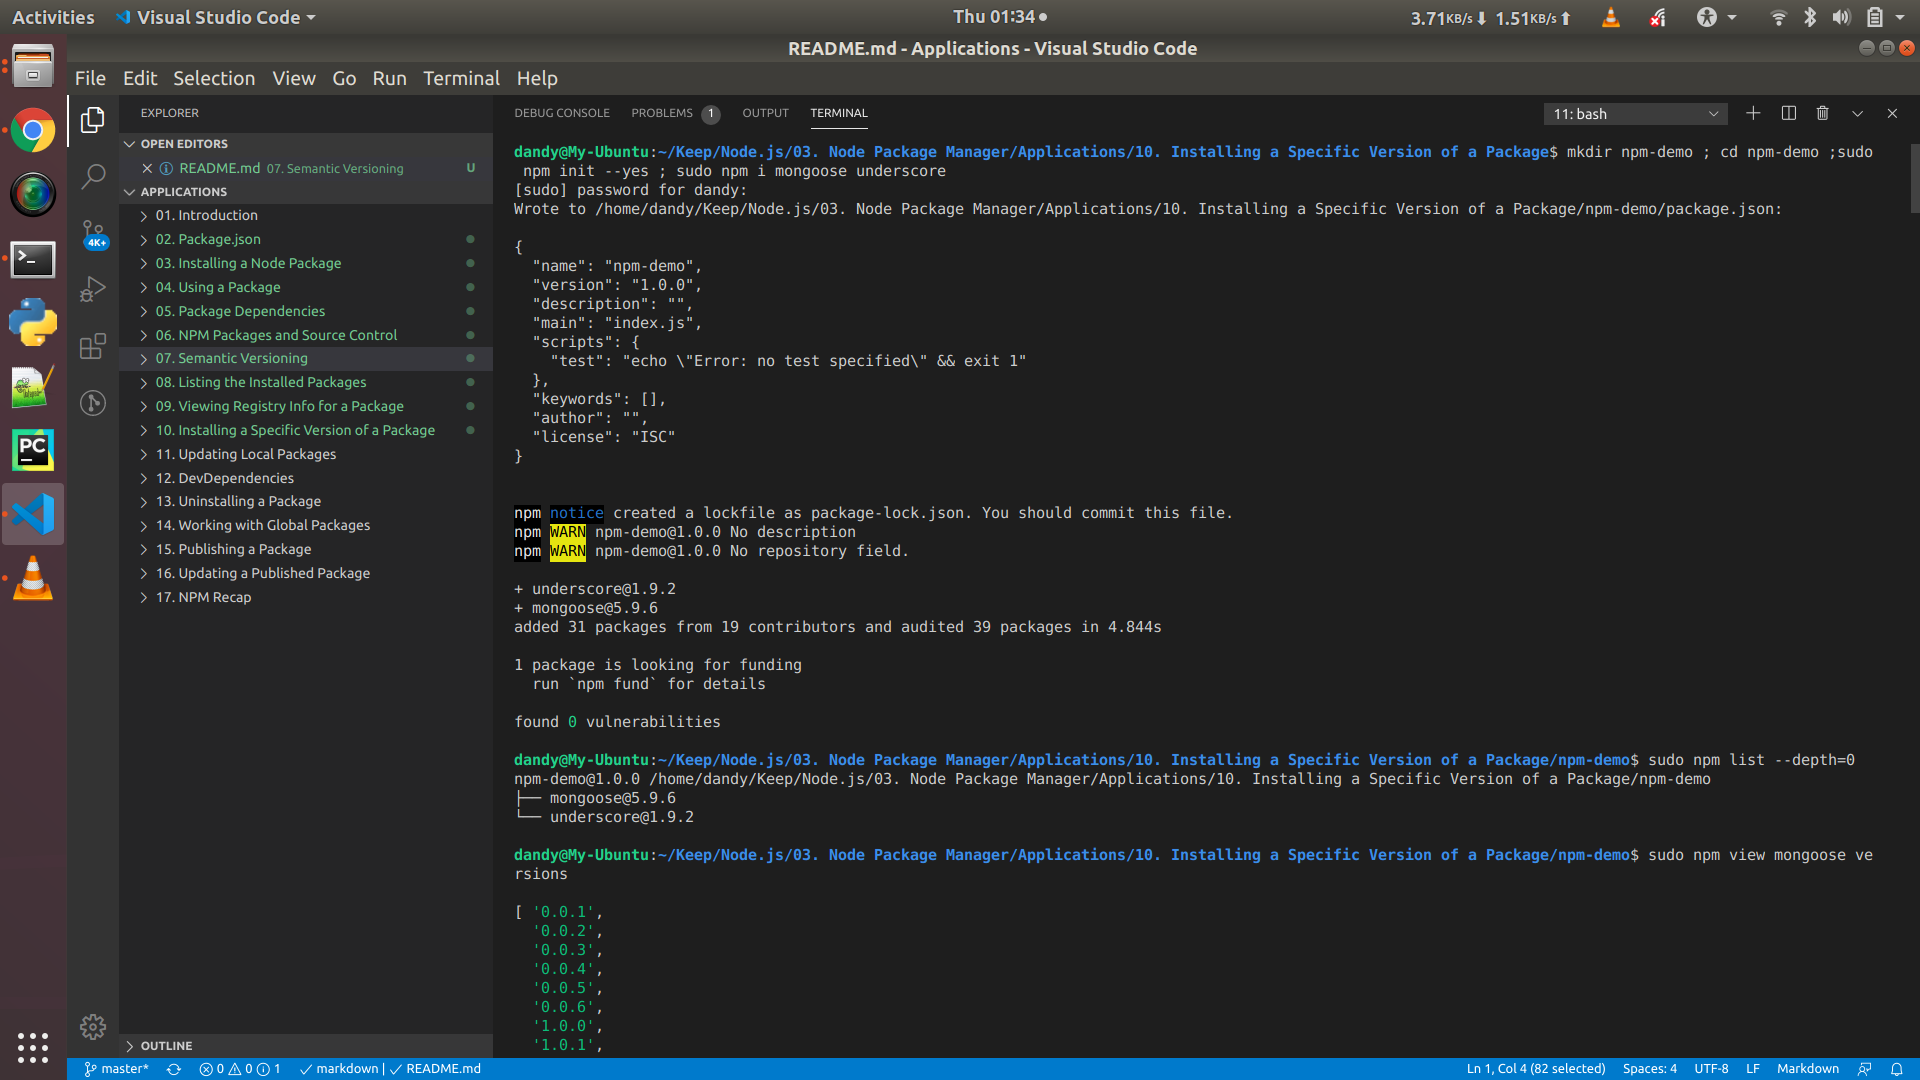 Activities
Visual Studio Code
Thu 01:34
3.71KB/s 1.51KB/s
README.md - Applications - Visual Studio Code
File Edit Selection View Go Run Terminal Help
EXPLORER
OPEN EDITORS
README.md 07. Semantic Versioning U
APPLICATIONS
01. Introduction
02. Package.json
03. Installing a Node Package
04. Using a Package
05. Package Dependencies
06. NPM Packages and Source Control
07. Semantic Versioning
08. Listing the Installed Packages
09. Viewing Registry Info for a Package
10. Installing a Specific Version of a Package
11. Updating Local Packages
12. DevDependencies
13. Uninstalling a Package
14. Working with Global Packages
15. Publishing a Package
16. Updating a Published Package
17. NPM Recap
OUTLINE
4K+
PC
DEBUG CONSOLE PROBLEMS 1 OUTPUT TERMINAL
11: bash
dandy@My-Ubuntu:~/Keep/Node.js/03. Node Package Manager/Applications/10. Installing a Specific Version of a Package$ mkdir npm-demo ; cd npm-demo ;sudo
npm init --yes ; sudo npm i mongoose underscore
[sudo] password for dandy:
Wrote to /home/dandy/Keep/Node.js/03. Node Package Manager/Applications/10. Installing a Specific Version of a Package/npm-demo/package.json:
{
"name": "npm-demo",
"version": "1.0.0",
"description": "",
"main": "index.js",
"scripts": {
"test": "echo \"Error: no test specified\" && exit 1"
},
"keywords": [],
"author": "",
"license": "ISC"
}
npm notice created a lockfile as package-lock.json. You should commit this file.
npm WARN npm-demo@1.0.0 No description
npm WARN npm-demo@1.0.0 No repository field.
+ underscore@1.9.2
+ mongoose@5.9.6
added 31 packages from 19 contributors and audited 39 packages in 4.844s
1 package is looking for funding
run `npm fund` for details
found 0 vulnerabilities
dandy@My-Ubuntu:~/Keep/Node.js/03. Node Package Manager/Applications/10. Installing a Specific Version of a Package/npm-demo$ sudo npm list --depth=0
npm-demo@1.0.0 /home/dandy/Keep/Node.js/03. Node Package Manager/Applications/10. Installing a Specific Version of a Package/npm-demo
├── mongoose@5.9.6
└── underscore@1.9.2
dandy@My-Ubuntu:~/Keep/Node.js/03. Node Package Manager/Applications/10. Installing a Specific Version of a Package/npm-demo$ sudo npm view mongoose ve
rsions
[ '0.0.1',
'0.0.2',
'0.0.3',
'0.0.4',
'0.0.5',
'0.0.6',
'1.0.0',
'1.0.1',
master* 0 0 1 markdown | README.md
Ln 1, Col 4 (82 selected) Spaces: 4 UTF-8 LF Markdown